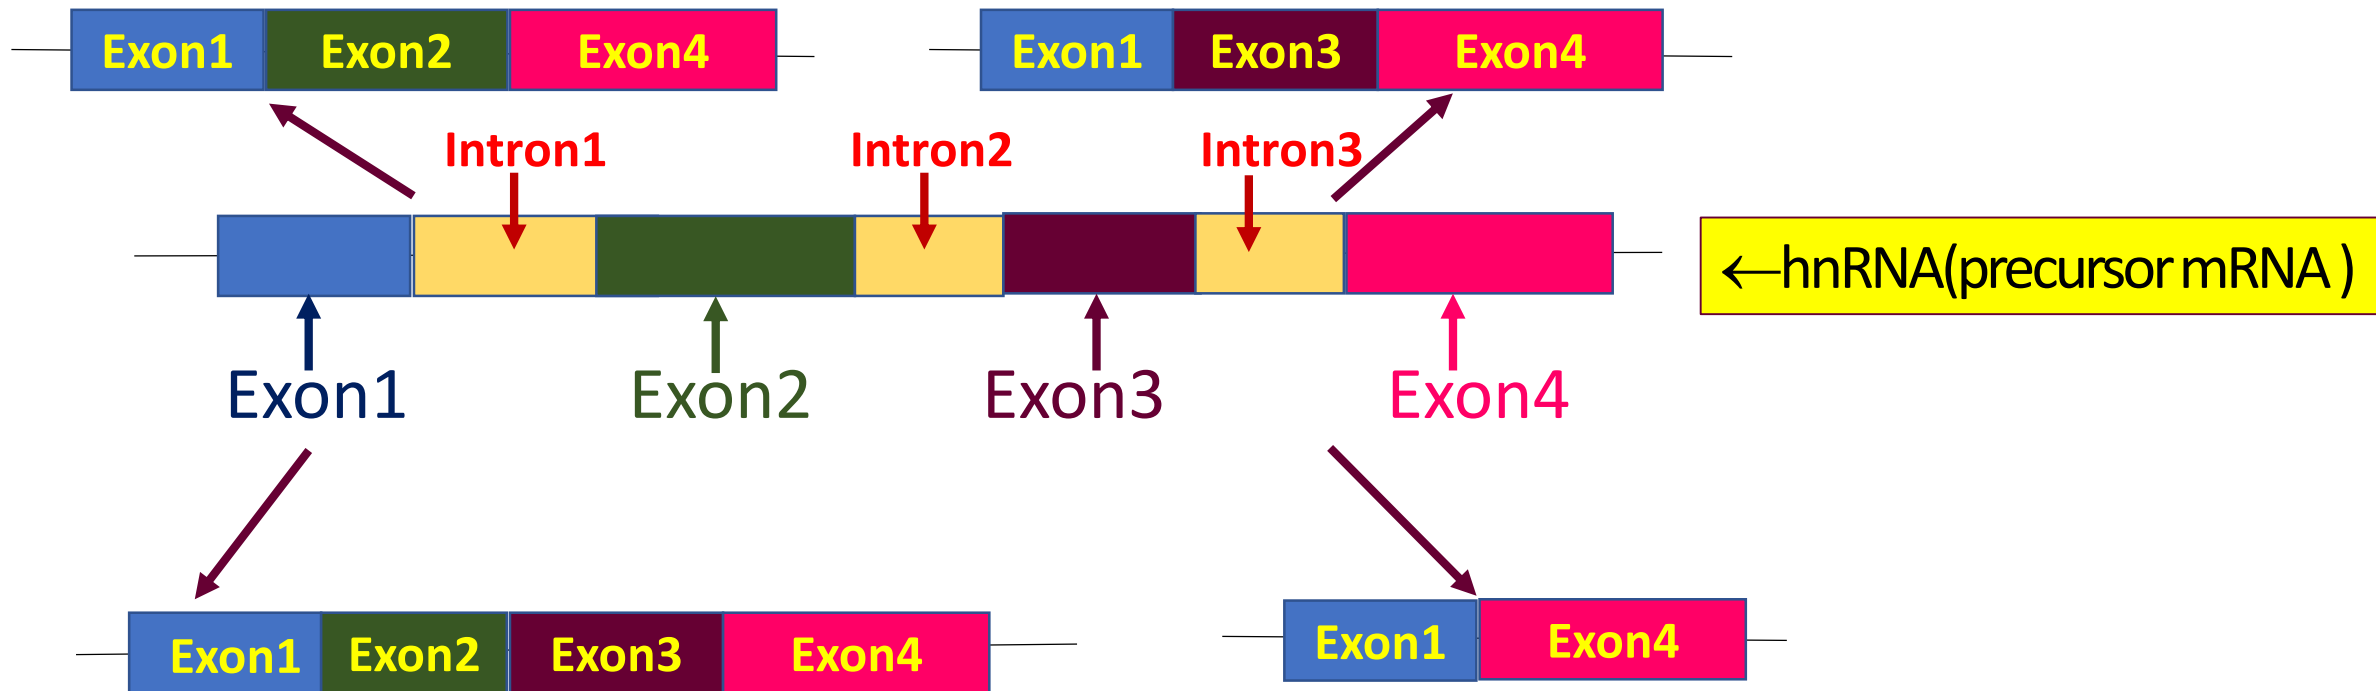 Exon1 Exon2 Exon4
Exon1 Exon3 Exon4
Intron1 Intron2 Intron3
←hnRNA(precursor mRNA )
Exon1 Exon2 Exon3 Exon4
Exon1 Exon2 Exon3 Exon4
Exon1 Exon4